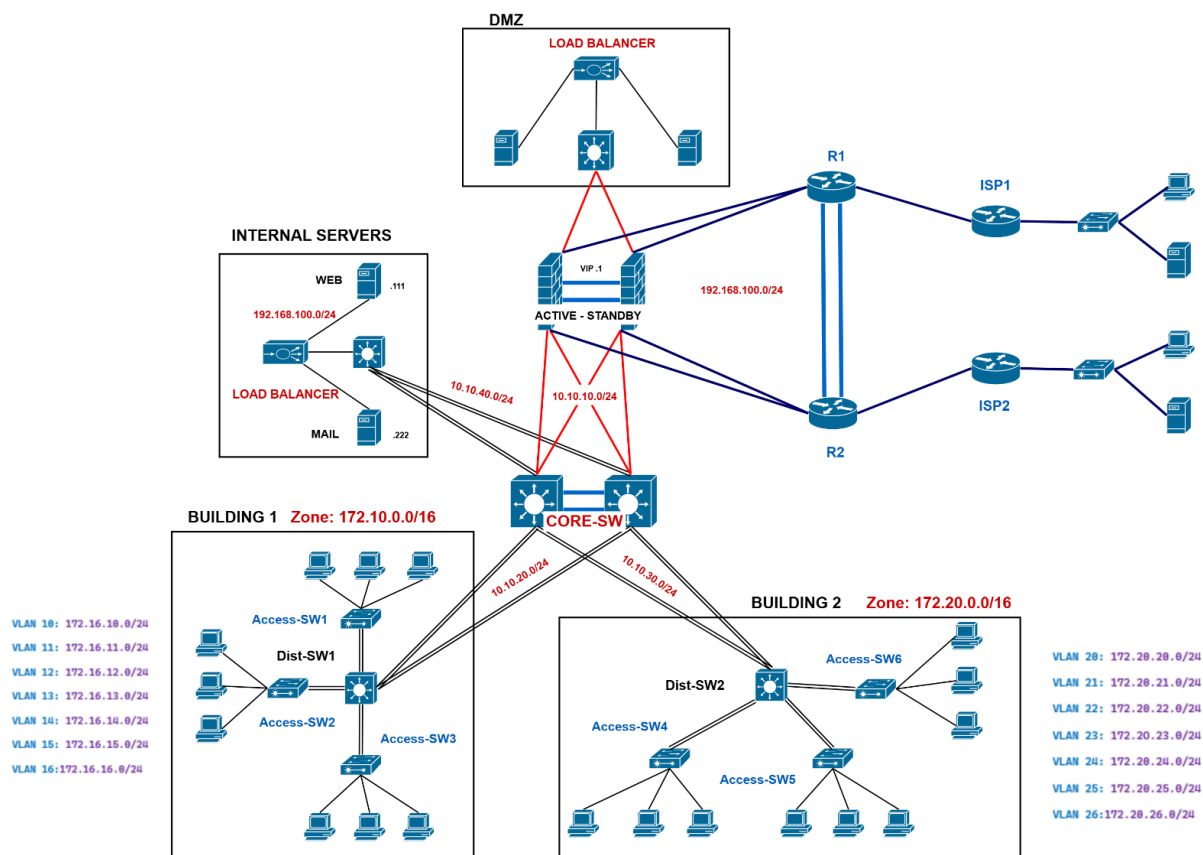 DMZ
LOAD BALANCER
R1
ISP1
INTERNAL SERVERS
WEB
.111
VIP .1
192.168.100.0/24
192.168.100.0/24
ACTIVE - STANDBY
LOAD BALANCER
10.10.40.0/24
10.10.10.0/24
MAIL
.222
ISP2
R2
CORE-SW
BUILDING 1 Zone: 172.10.0.0/16
10.10.20.0/24
10.10.30.0/24
BUILDING 2 Zone: 172.20.0.0/16
Access-SW1
VLAN 10: 172.16.10.0/24
VLAN 11: 172.16.11.0/24
VLAN 12: 172.16.12.0/24
VLAN 13: 172.16.13.0/24
VLAN 14: 172.16.14.0/24
VLAN 15: 172.16.15.0/24
VLAN 16:172.16.16.0/24
Dist-SW1
Access-SW2
Access-SW3
Access-SW6
Dist-SW2
Access-SW4
Access-SW5
VLAN 20: 172.20.20.0/24
VLAN 21: 172.20.21.0/24
VLAN 22: 172.20.22.0/24
VLAN 23: 172.20.23.0/24
VLAN 24: 172.20.24.0/24
VLAN 25: 172.20.25.0/24
VLAN 26:172.20.26.0/24